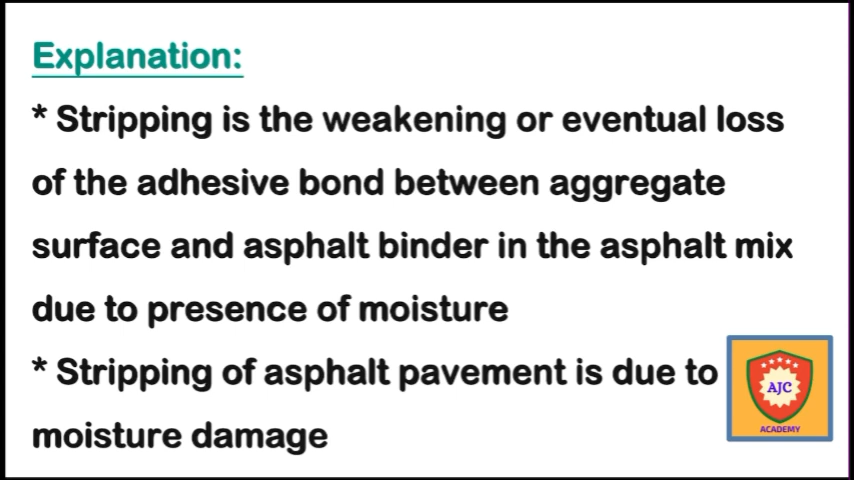 Explanation:
* Stripping is the weakening or eventual loss
of the adhesive bond between aggregate
surface and asphalt binder in the asphalt mix
due to presence of moisture
* Stripping of asphalt pavement is due to
moisture damage
AJC
ACADEMY